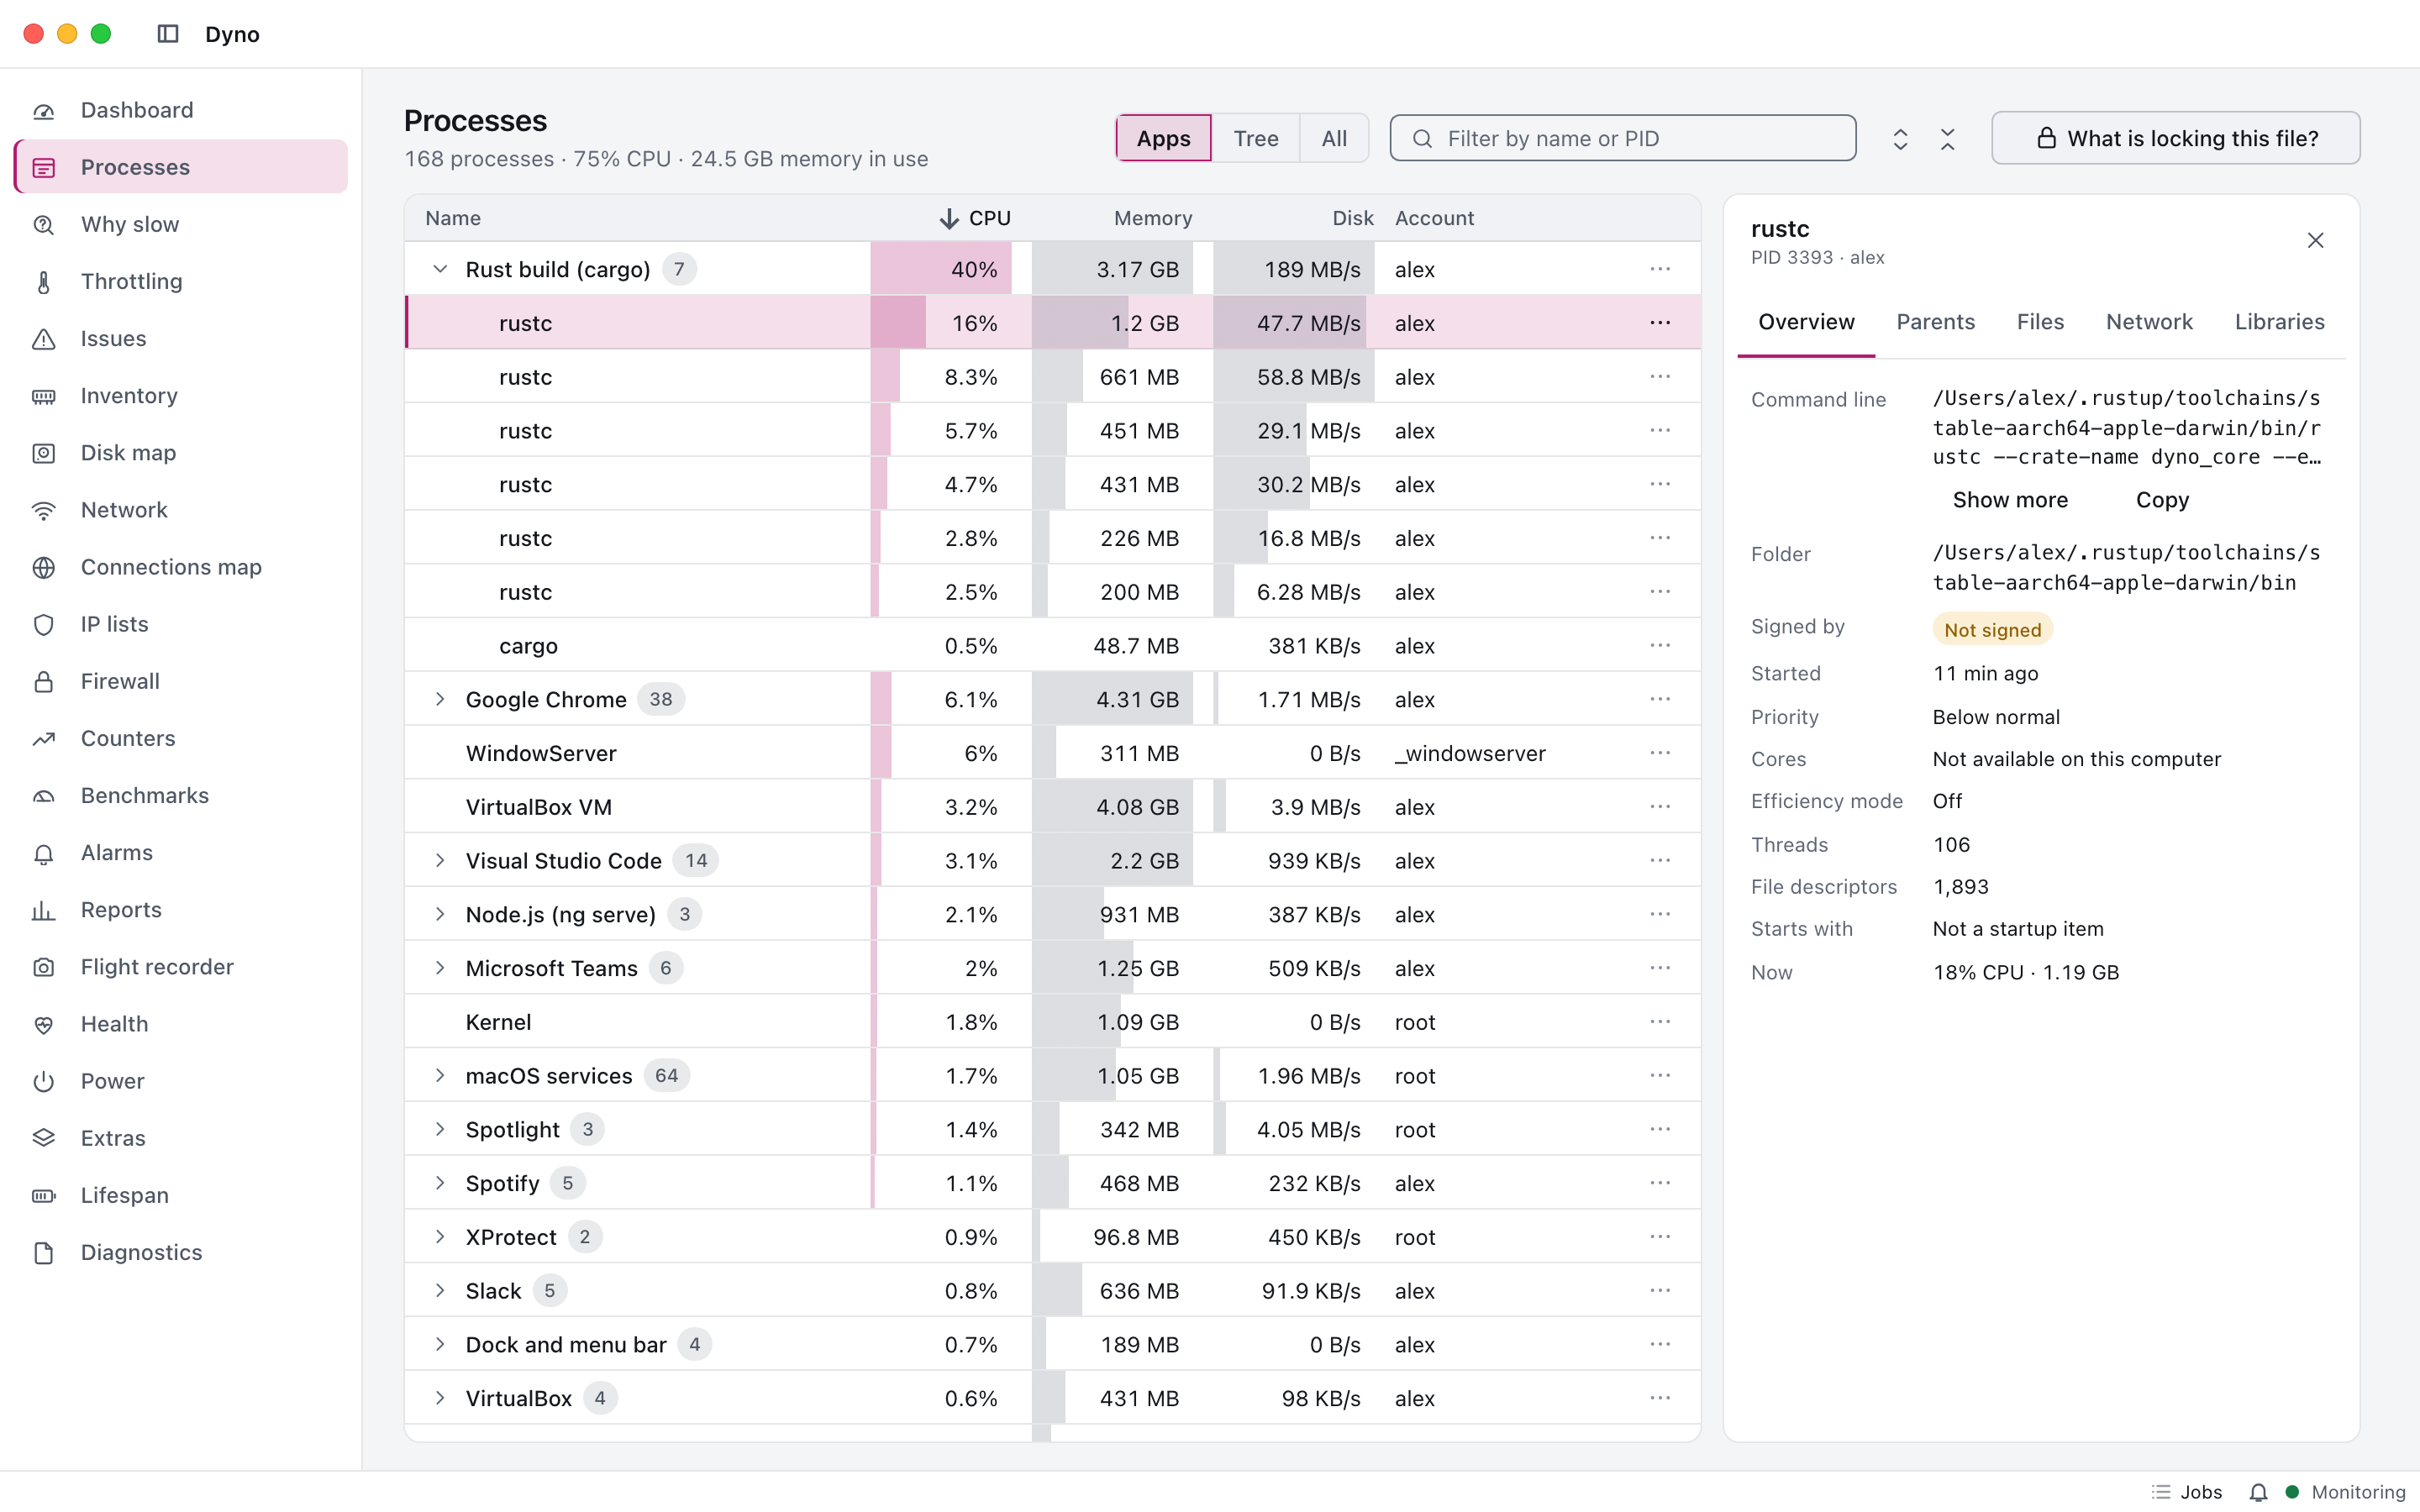 Dyno
Dashboard
Processes
Why slow
Throttling
Issues
Inventory
Disk map
Network
Connections map
IP lists
Firewall
Counters
Benchmarks
Alarms
Reports
Flight recorder
Health
Power
Extras
Lifespan
Diagnostics
Processes
168 processes · 75% CPU · 24.5 GB memory in use
Apps Tree All
Filter by name or PID
What is locking this file?
Name CPU Memory Disk Account
Rust build (cargo) 7 40% 3.17 GB 189 MB/s alex ···
rustc 16% 1.2 GB 47.7 MB/s alex ···
rustc 8.3% 661 MB 58.8 MB/s alex ···
rustc 5.7% 451 MB 29.1 MB/s alex ···
rustc 4.7% 431 MB 30.2 MB/s alex ···
rustc 2.8% 226 MB 16.8 MB/s alex ···
rustc 2.5% 200 MB 6.28 MB/s alex ···
cargo 0.5% 48.7 MB 381 KB/s alex ···
Google Chrome 38 6.1% 4.31 GB 1.71 MB/s alex ···
WindowServer 6% 311 MB 0 B/s _windowserver ···
VirtualBox VM 3.2% 4.08 GB 3.9 MB/s alex ···
Visual Studio Code 14 3.1% 2.2 GB 939 KB/s alex ···
Node.js (ng serve) 3 2.1% 931 MB 387 KB/s alex ···
Microsoft Teams 6 2% 1.25 GB 509 KB/s alex ···
Kernel 1.8% 1.09 GB 0 B/s root ···
macOS services 64 1.7% 1.05 GB 1.96 MB/s root ···
Spotlight 3 1.4% 342 MB 4.05 MB/s root ···
Spotify 5 1.1% 468 MB 232 KB/s alex ···
XProtect 2 0.9% 96.8 MB 450 KB/s root ···
Slack 5 0.8% 636 MB 91.9 KB/s alex ···
Dock and menu bar 4 0.7% 189 MB 0 B/s alex ···
VirtualBox 4 0.6% 431 MB 98 KB/s alex ···
rustc
PID 3393 · alex
Overview Parents Files Network Libraries
Command line /Users/alex/.rustup/toolchains/s
table-aarch64-apple-darwin/bin/r
ustc --crate-name dyno_core --e…
Show more Copy
Folder /Users/alex/.rustup/toolchains/s
table-aarch64-apple-darwin/bin
Signed by Not signed
Started 11 min ago
Priority Below normal
Cores Not available on this computer
Efficiency mode Off
Threads 106
File descriptors 1,893
Starts with Not a startup item
Now 18% CPU · 1.19 GB
Jobs Monitoring